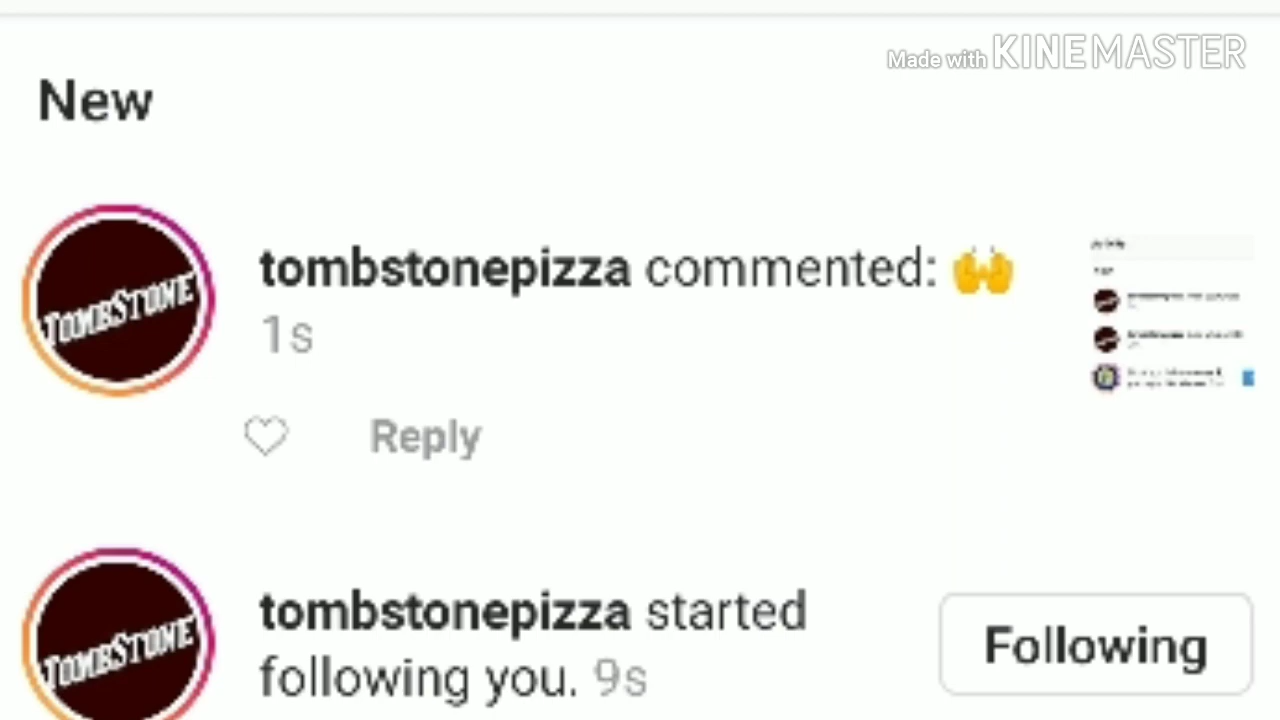 Made with KINEMASTER
New
tombstonepizza commented: 🙌
1s
TOMBSTONE
Reply
tombstonepizza started
following you. 9s
TOMBSTONE
Following